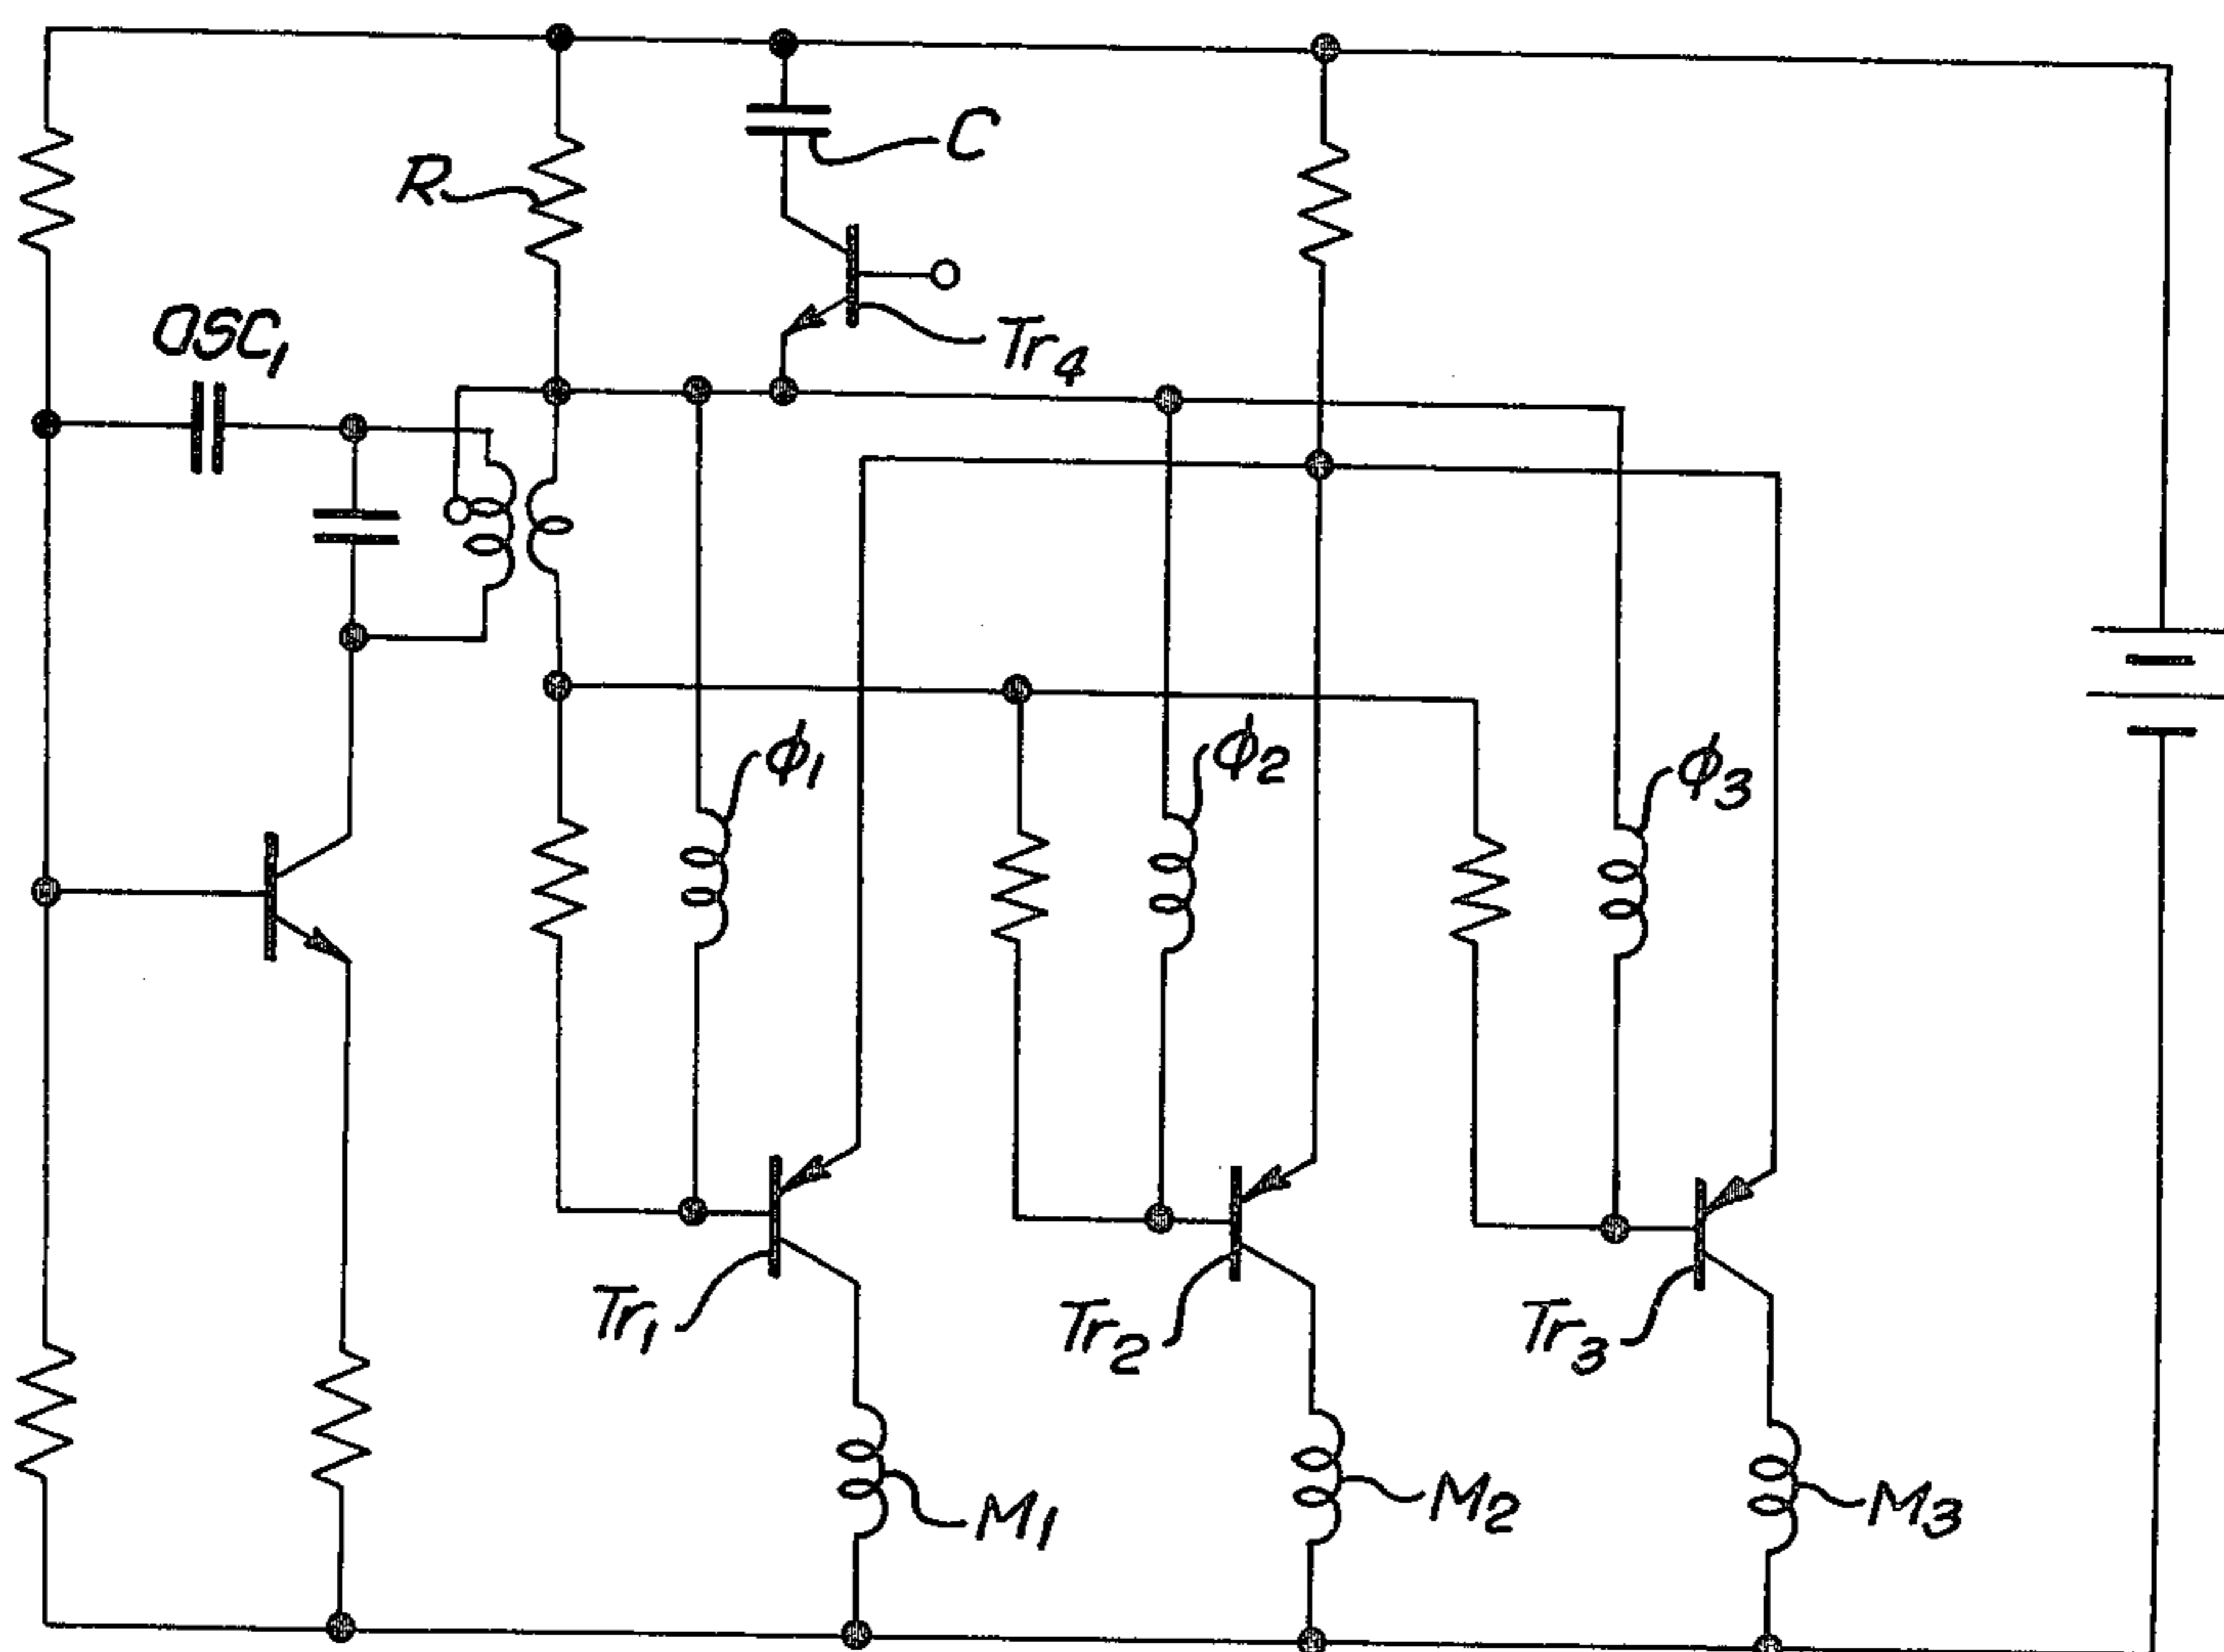 C
R
OSC₁
Tr₄
ϕ₁
ϕ₂
ϕ₃
Tr₁
Tr₂
Tr₃
M₁
M₂
M₃